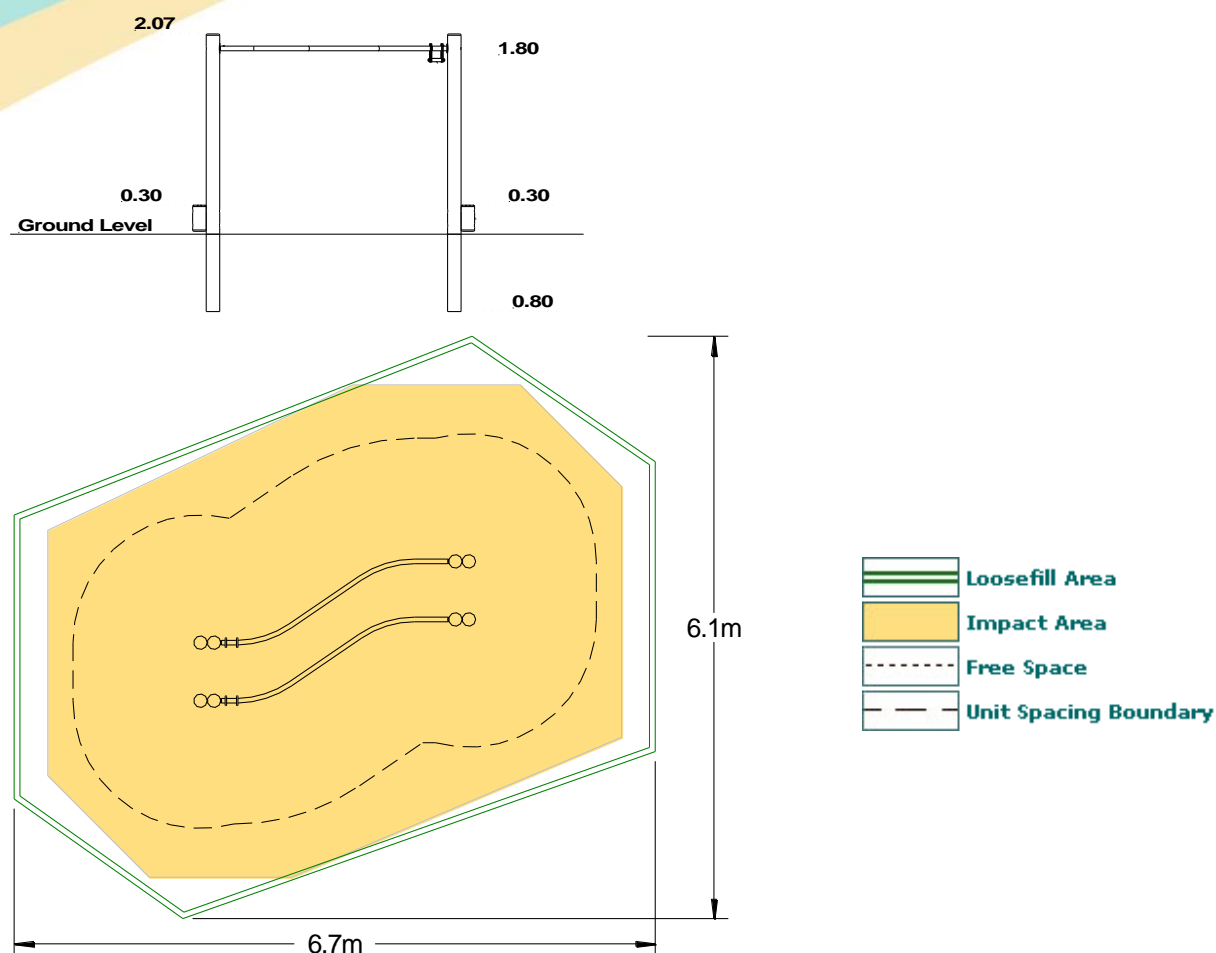 2.07
1.80
0.30
0.30
Ground Level
0.80
6.1m
6.7m
Loosefill Area
Impact Area
Free Space
Unit Spacing Boundary